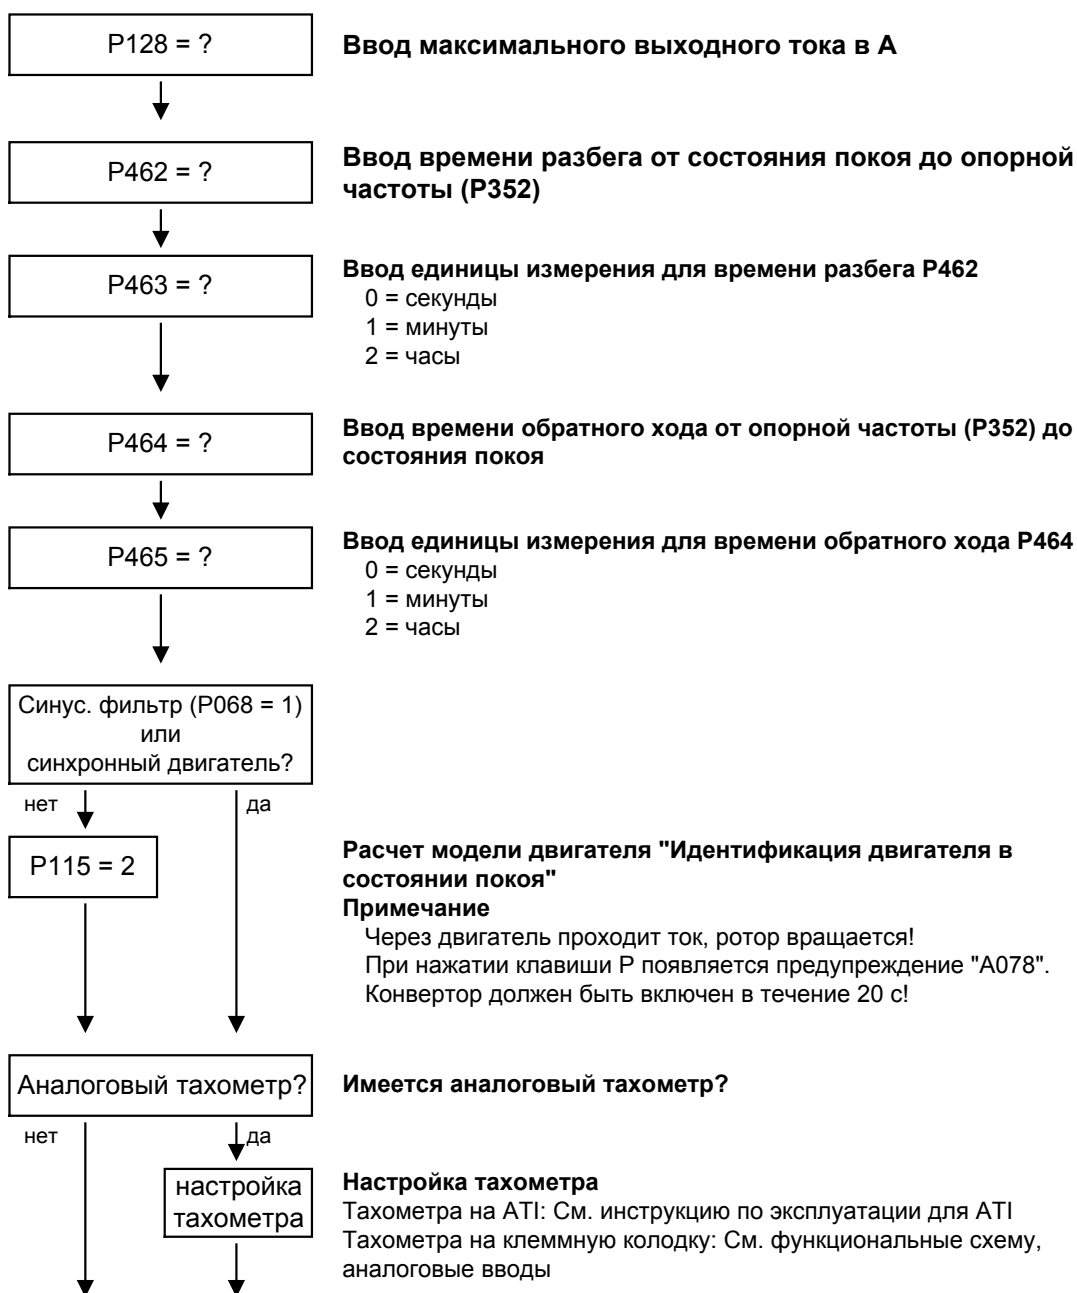 P128 = ?
Ввод максимального выходного тока в А
P462 = ?
Ввод времени разбега от состояния покоя до опорной
частоты (P352)
P463 = ?
Ввод единицы измерения для времени разбега P462
0 = секунды
1 = минуты
2 = часы
P464 = ?
Ввод времени обратного хода от опорной частоты (P352) до
состояния покоя
P465 = ?
Ввод единицы измерения для времени обратного хода P464
0 = секунды
1 = минуты
2 = часы
Синус. фильтр (P068 = 1)
или
синхронный двигатель?
нет
да
P115 = 2
Расчет модели двигателя "Идентификация двигателя в
состоянии покоя"
Примечание
Через двигатель проходит ток, ротор вращается!
При нажатии клавиши P появляется предупреждение "A078".
Конвертор должен быть включен в течение 20 с!
Аналоговый тахометр?
Имеется аналоговый тахометр?
нет
да
настройка
тахометра
Настройка тахометра
Тахометра на ATI: См. инструкцию по эксплуатации для ATI
Тахометра на клеммную колодку: См. функциональные схему,
аналоговые вводы